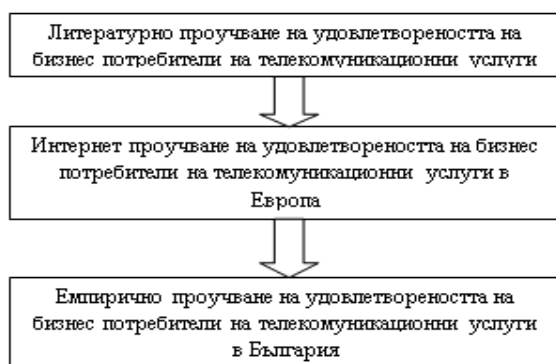 Литературно проучване на удовлетвореността на
бизнес потребители на телекомуникационни услуги
Интернет проучване на удовлетвореността на бизнес
потребители на телекомуникационни услуги в
Европа
Емпирично проучване на удовлетвореността на
бизнес потребители на телекомуникационни услуги
в България